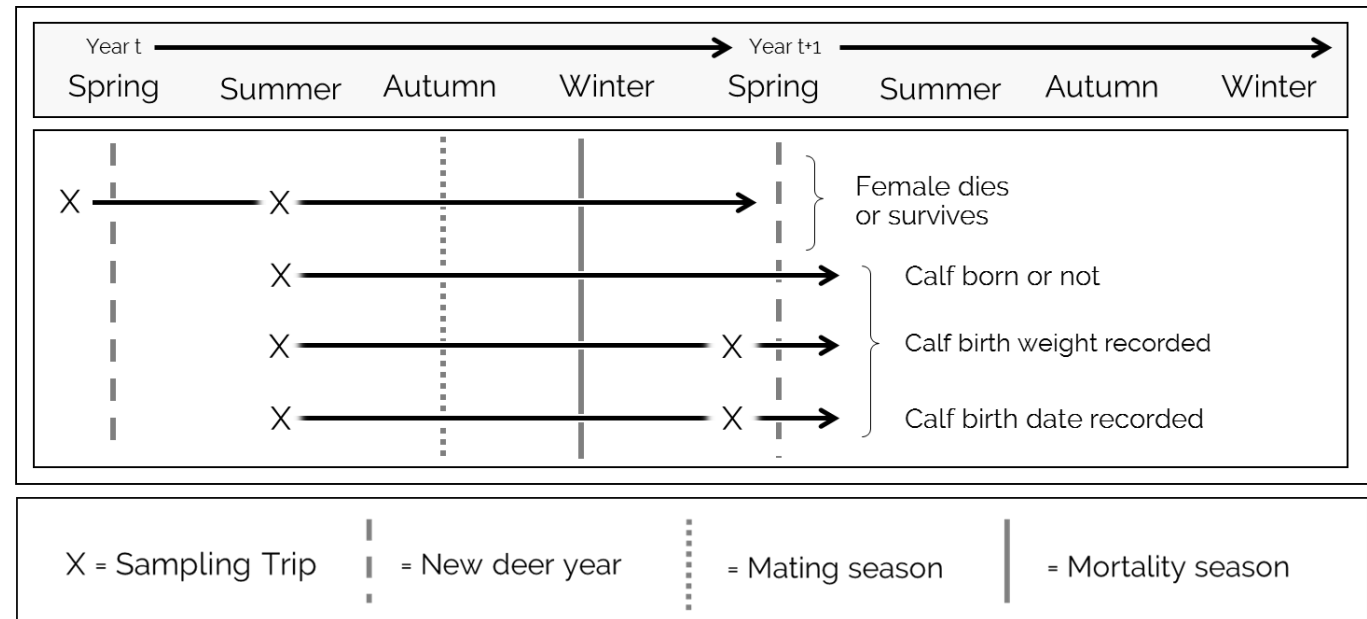 Year t
Year t+1
Spring
Summer
Autumn
Winter
Spring
Summer
Autumn
Winter
X
X
Female dies
or survives
X
Calf born or not
X
X
Calf birth weight recorded
X
X
Calf birth date recorded
X = Sampling Trip
= New deer year
= Mating season
= Mortality season